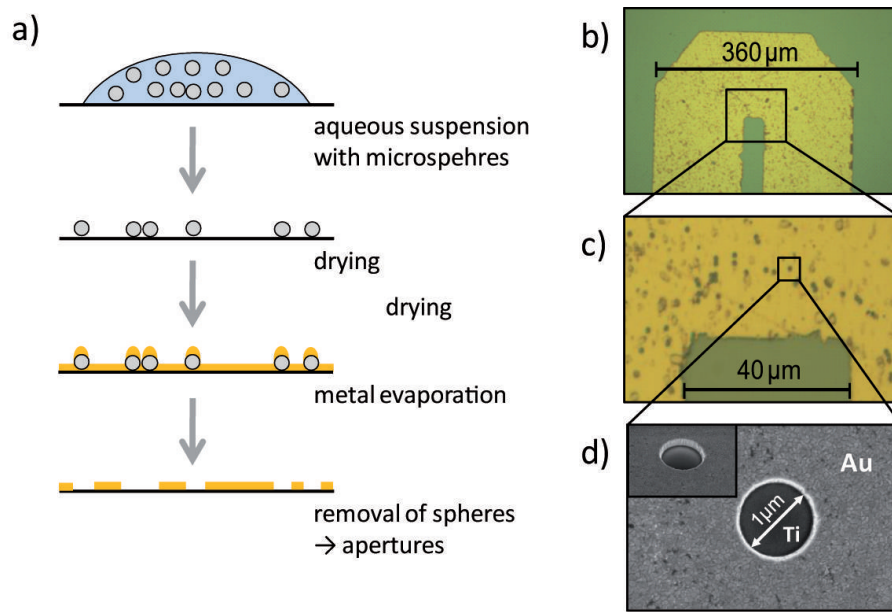 a)
aqueous suspension
with microspehres
drying
drying
metal evaporation
removal of spheres
→ apertures
b)
360 µm
c)
40 µm
d)
Au
1µm
Ti